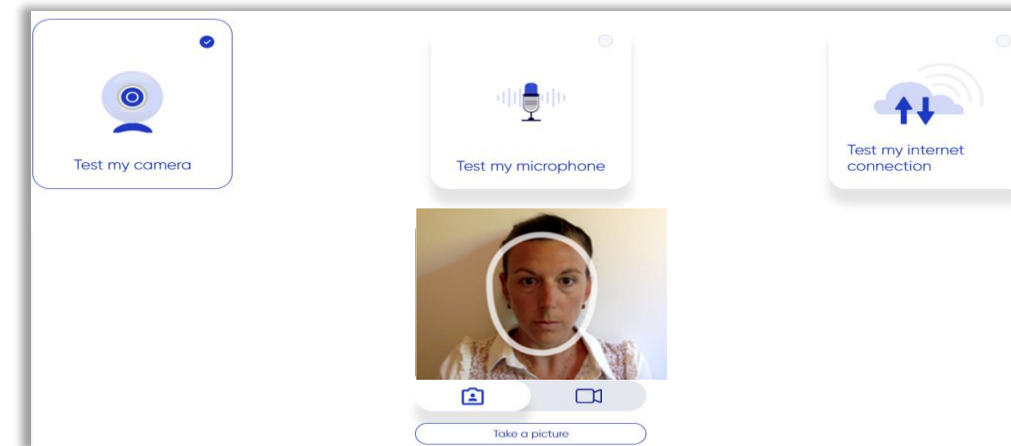 Test my camera
Test my microphone
Test my internet
connection
Take a picture